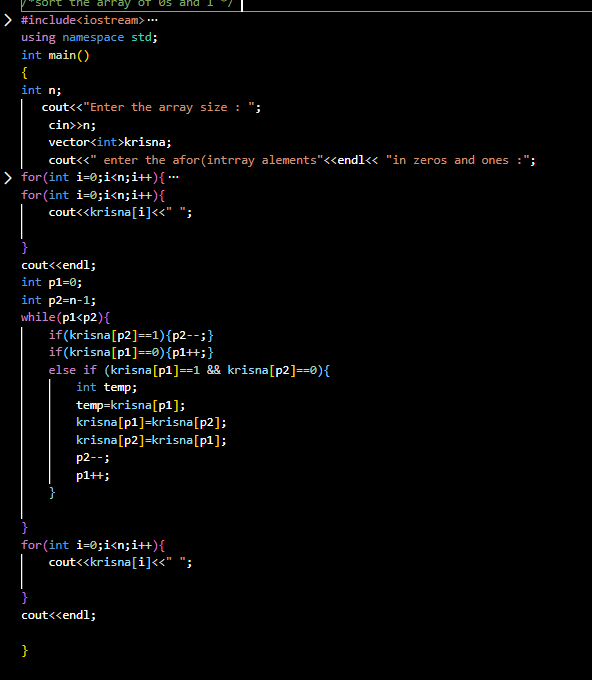 /*sort the array of 0s and 1 */
#include<iostream>···
using namespace std;
int main()
{
int n;
cout<<"Enter the array size : ";
cin>>n;
vector<int>krisna;
cout<<" enter the afor(intrray alements"<<endl<< "in zeros and ones :";
for(int i=0;i<n;i++){···
for(int i=0;i<n;i++){
cout<<krisna[i]<<" ";
}
cout<<endl;
int p1=0;
int p2=n-1;
while(p1<p2){
if(krisna[p2]==1){p2--;}
if(krisna[p1]==0){p1++;}
else if (krisna[p1]==1 && krisna[p2]==0){
int temp;
temp=krisna[p1];
krisna[p1]=krisna[p2];
krisna[p2]=krisna[p1];
p2--;
p1++;
}
}
for(int i=0;i<n;i++){
cout<<krisna[i]<<" ";
}
cout<<endl;
}